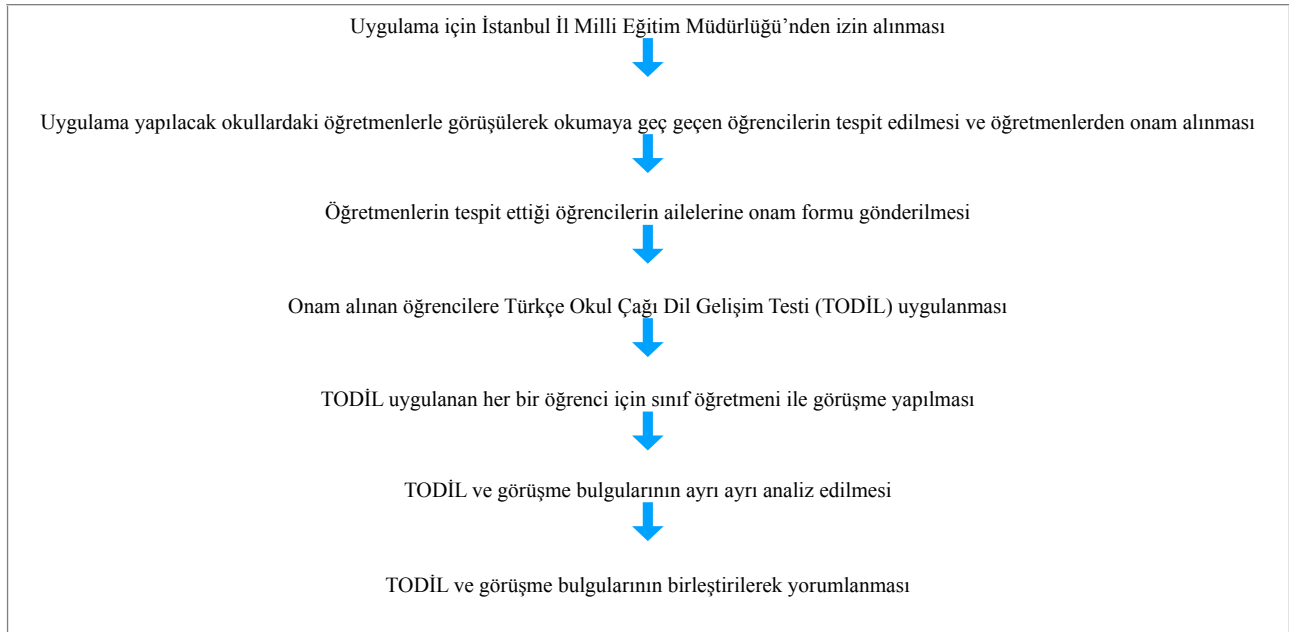 Uygulama için İstanbul İl Milli Eğitim Müdürlüğü’nden izin alınması
Uygulama yapılacak okullardaki öğretmenlerle görüşülerek okumaya geç geçen öğrencilerin tespit edilmesi ve öğretmenlerden onam alınması
Öğretmenlerin tespit ettiği öğrencilerin ailelerine onam formu gönderilmesi
Onam alınan öğrencilere Türkçe Okul Çağı Dil Gelişim Testi (TODİL) uygulanması
TODİL uygulanan her bir öğrenci için sınıf öğretmeni ile görüşme yapılması
TODİL ve görüşme bulgularının ayrı ayrı analiz edilmesi
TODİL ve görüşme bulgularının birleştirilerek yorumlanması